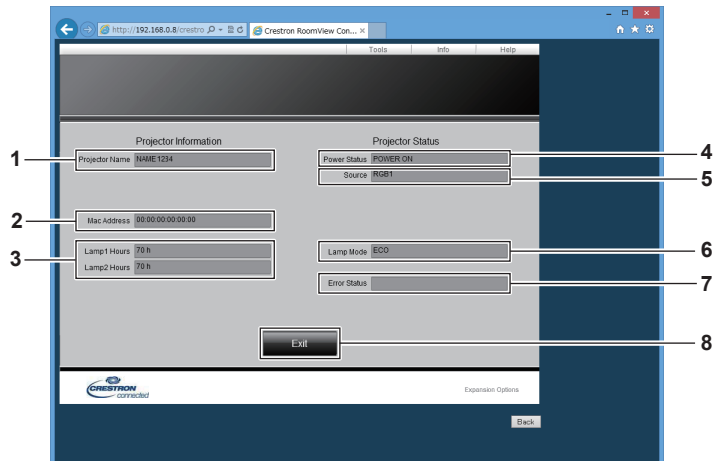 http://192.168.0.8/crestro
Crestron RoomView Con... ×
Tools Info Help
Projector Information
Projector Status
1
Projector Name NAME1234
Power Status POWER ON
4
Source RGB1
5
2
Mac Address 00:00:00:00:00:00
3
Lamp1 Hours 70 h
Lamp2 Hours 70 h
Lamp Mode ECO
6
Error Status
7
Exit
8
CRESTRON
connected
Expansion Options
Back